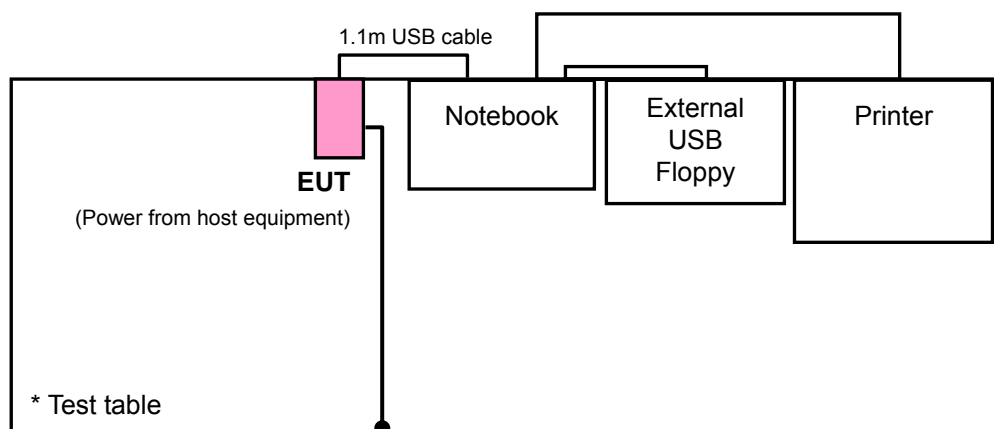 1.1m USB cable
Notebook
External
USB
Floppy
Printer
EUT
(Power from host equipment)
* Test table